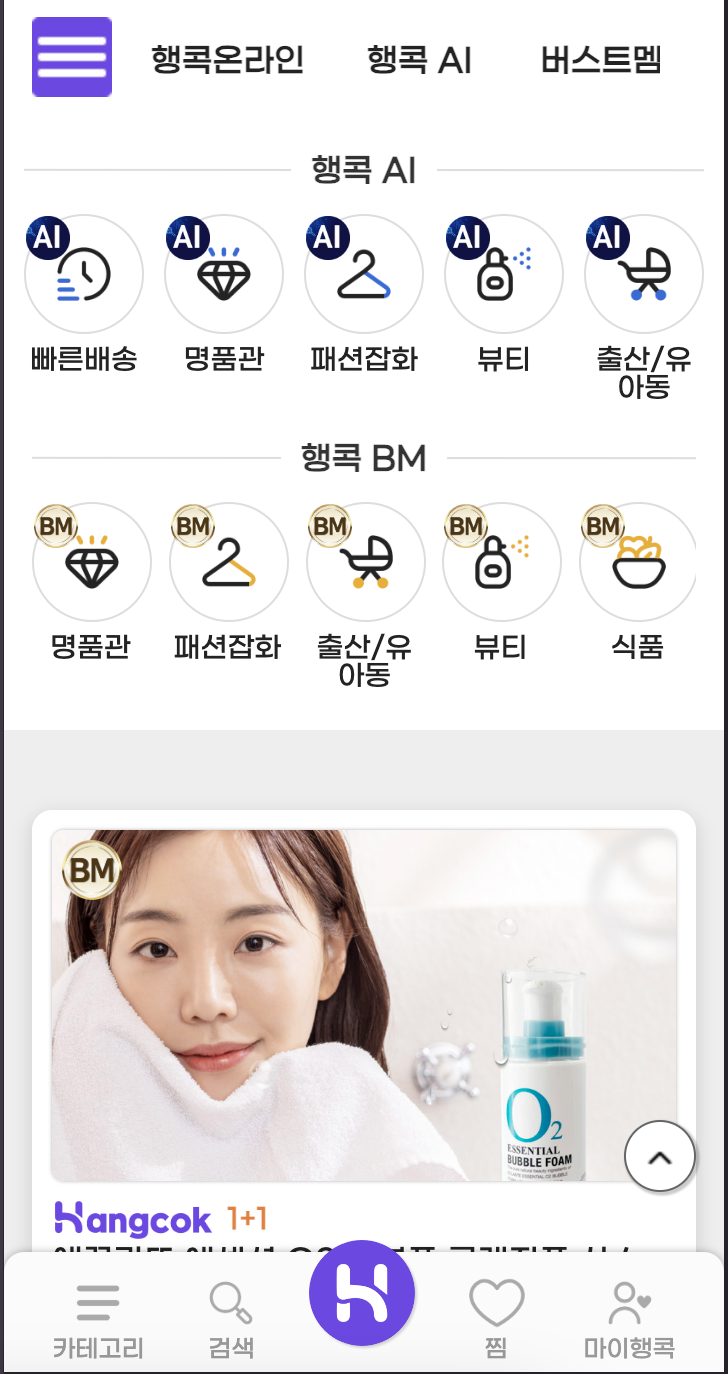 행콕온라인 행콕 AI 버스트멤
행콕 AI
AI AI AI AI AI
빠른배송 명품관 패션잡화 뷰티 출산/유
아동
행콕 BM
BM BM BM BM BM
명품관 패션잡화 출산/유
아동 뷰티 식품
BM
O2
ESSENTIAL
BUBBLE FOAM
Hangcok 1+1
카테고리 검색 찜 마이행콕